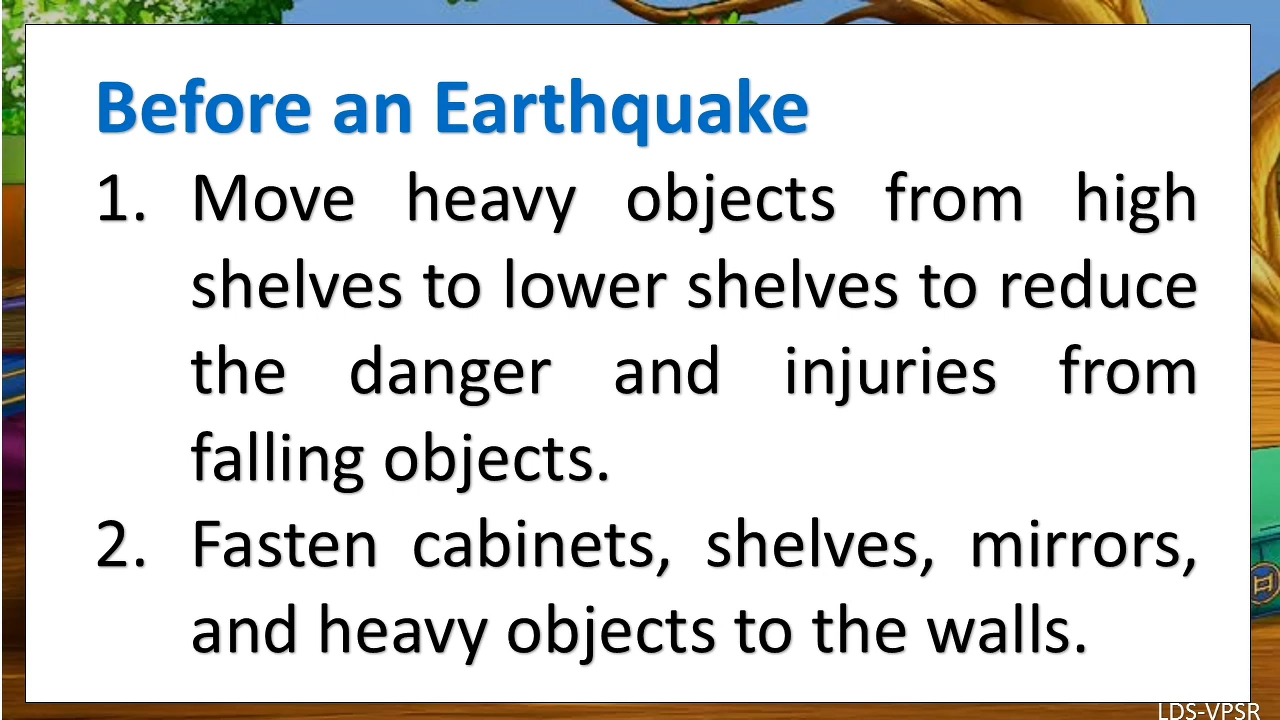 Before an Earthquake
1. Move heavy objects from high
shelves to lower shelves to reduce
the danger and injuries from
falling objects.
2. Fasten cabinets, shelves, mirrors,
and heavy objects to the walls.
LDS-VPSR